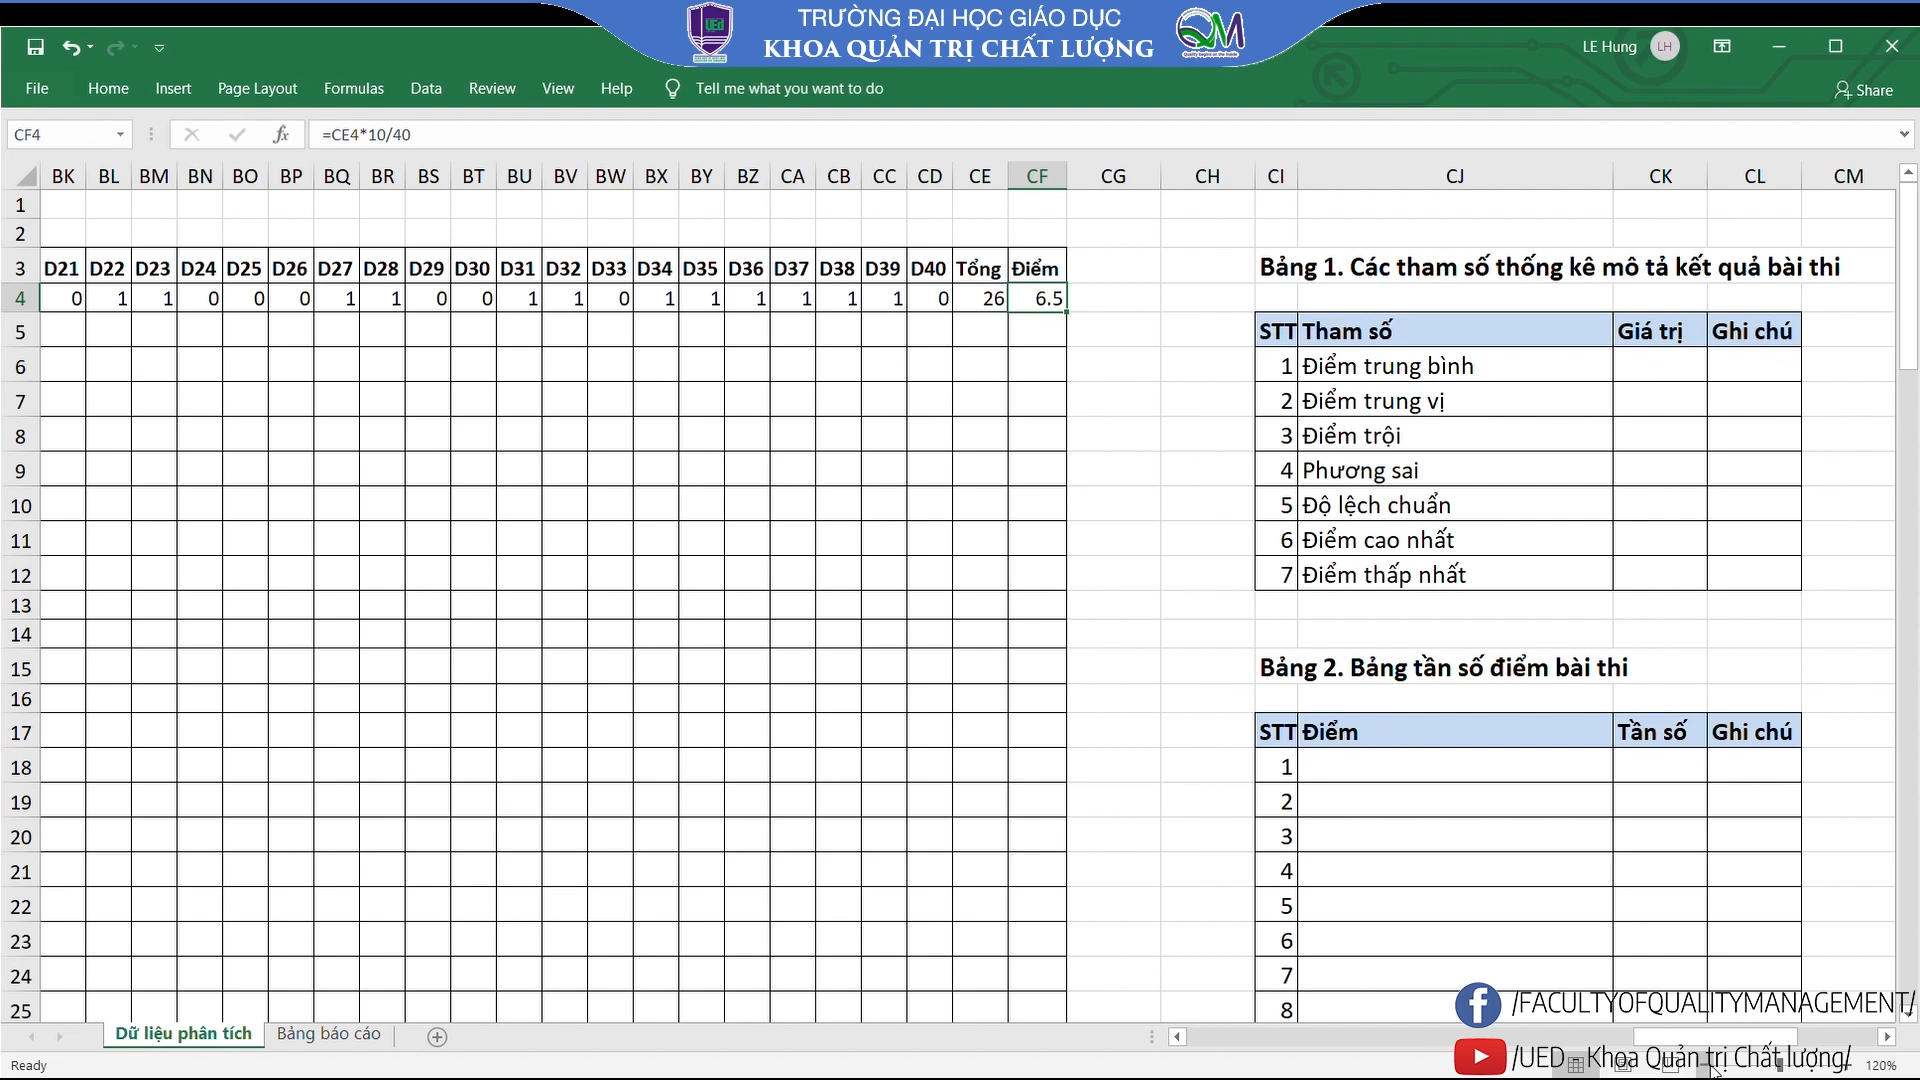 TRƯỜNG ĐẠI HỌC GIÁO DỤC
KHOA QUẢN TRỊ CHẤT LƯỢNG
LE Hung LH
File Home Insert Page Layout Formulas Data Review View Help Tell me what you want to do Share
CF4 fx =CE4*10/40
BK BL BM BN BO BP BQ BR BS BT BU BV BW BX BY BZ CA CB CC CD CE CF CG CH CI CJ CK CL CM
1
2
3 D21 D22 D23 D24 D25 D26 D27 D28 D29 D30 D31 D32 D33 D34 D35 D36 D37 D38 D39 D40 Tổng Điểm Bảng 1. Các tham số thống kê mô tả kết quả bài thi
4 0 1 1 0 0 0 1 1 0 0 1 1 0 1 1 1 1 1 1 0 26 6.5
5 STT Tham số Giá trị Ghi chú
6 1 Điểm trung bình
7 2 Điểm trung vị
8 3 Điểm trội
9 4 Phương sai
10 5 Độ lệch chuẩn
11 6 Điểm cao nhất
12 7 Điểm thấp nhất
13
14
15 Bảng 2. Bảng tần số điểm bài thi
16
17 STT Điểm Tần số Ghi chú
18 1
19 2
20 3
21 4
22 5
23 6
24 7
25 8
/FACULTYOFQUALITYMANAGEMENT/
Dữ liệu phân tích Bảng báo cáo
/UED - Khoa Quản trị Chất lượng/
Ready 120%